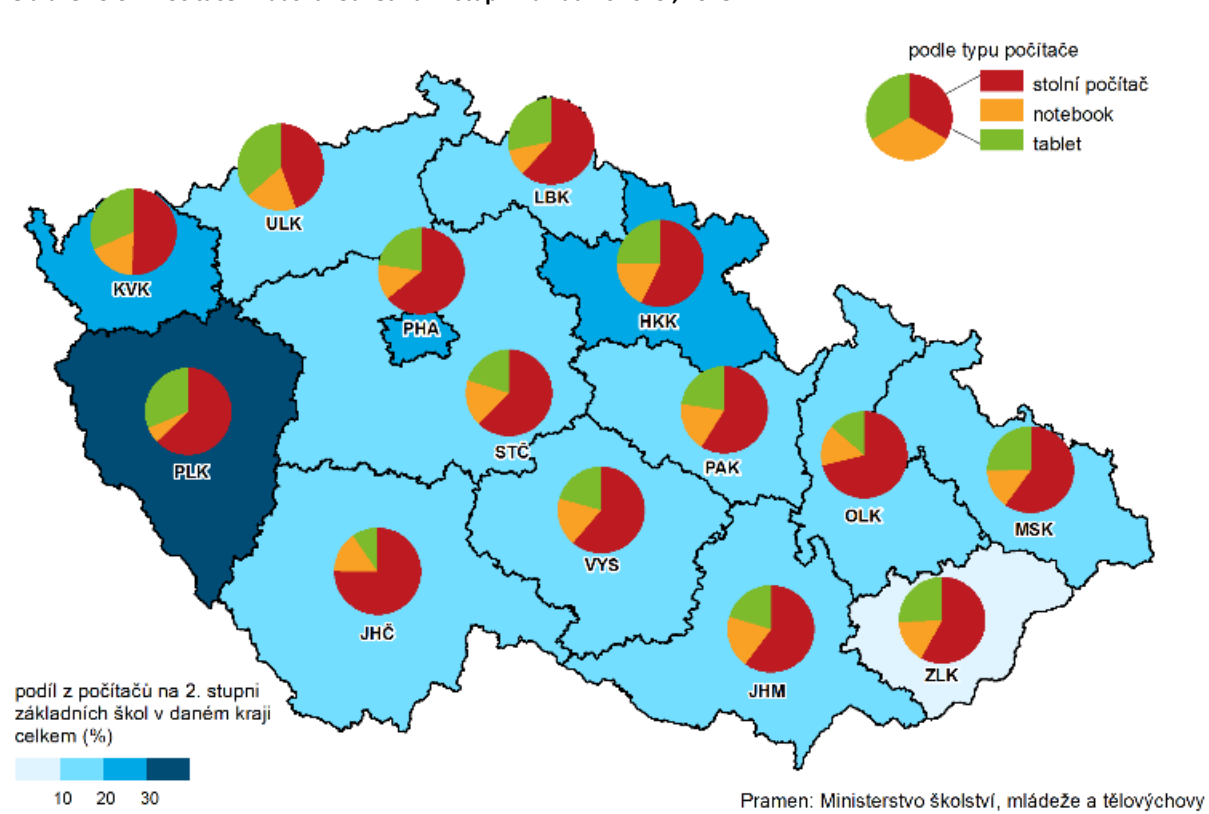 podle typu počítače
stolní počítač
notebook
tablet
LBK
ULK
KVK
HKK
PHA
STČ
PAK
PLK
OLK
MSK
VYS
JHČ
ZLK
JHM
podíl z počítačů na 2. stupni
základních škol v daném kraji
celkem (%)
10 20 30
Pramen: Ministerstvo školství, mládeže a tělovýchovy